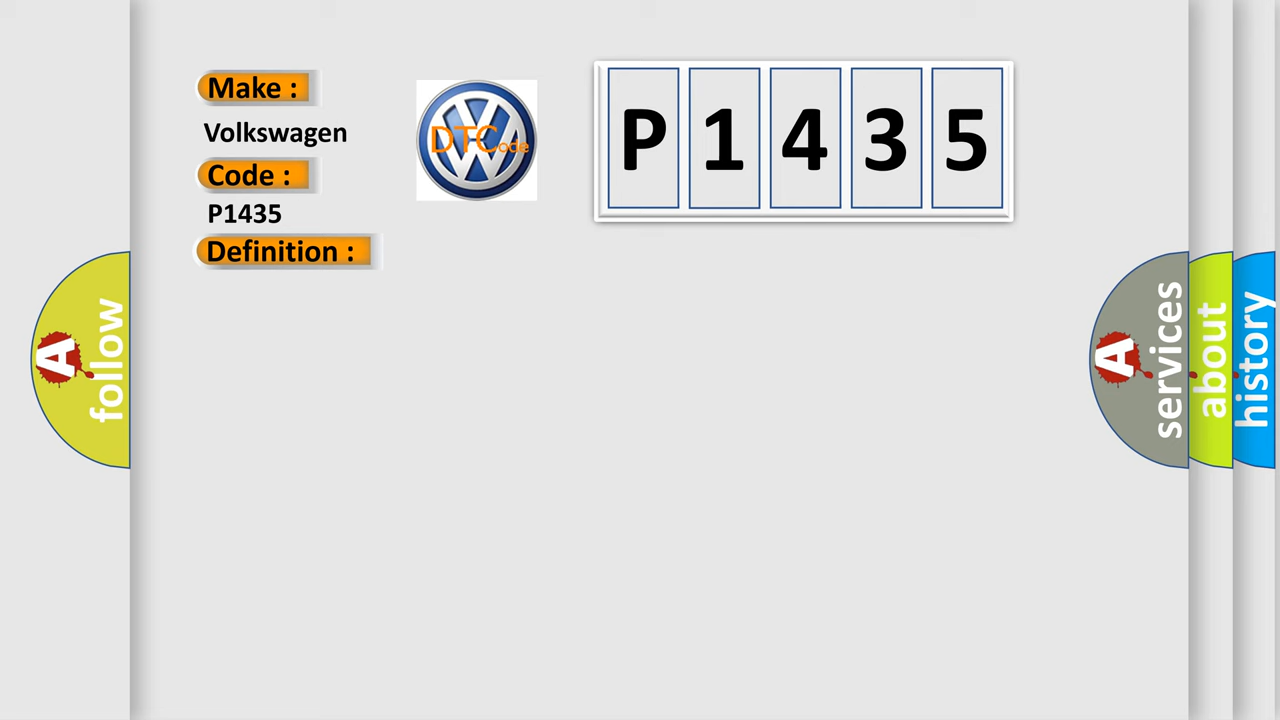 Make :
Volkswagen
Code :
P1435
Definition :
DTCode
P 1 4 3 5
A follow
A services
about
history